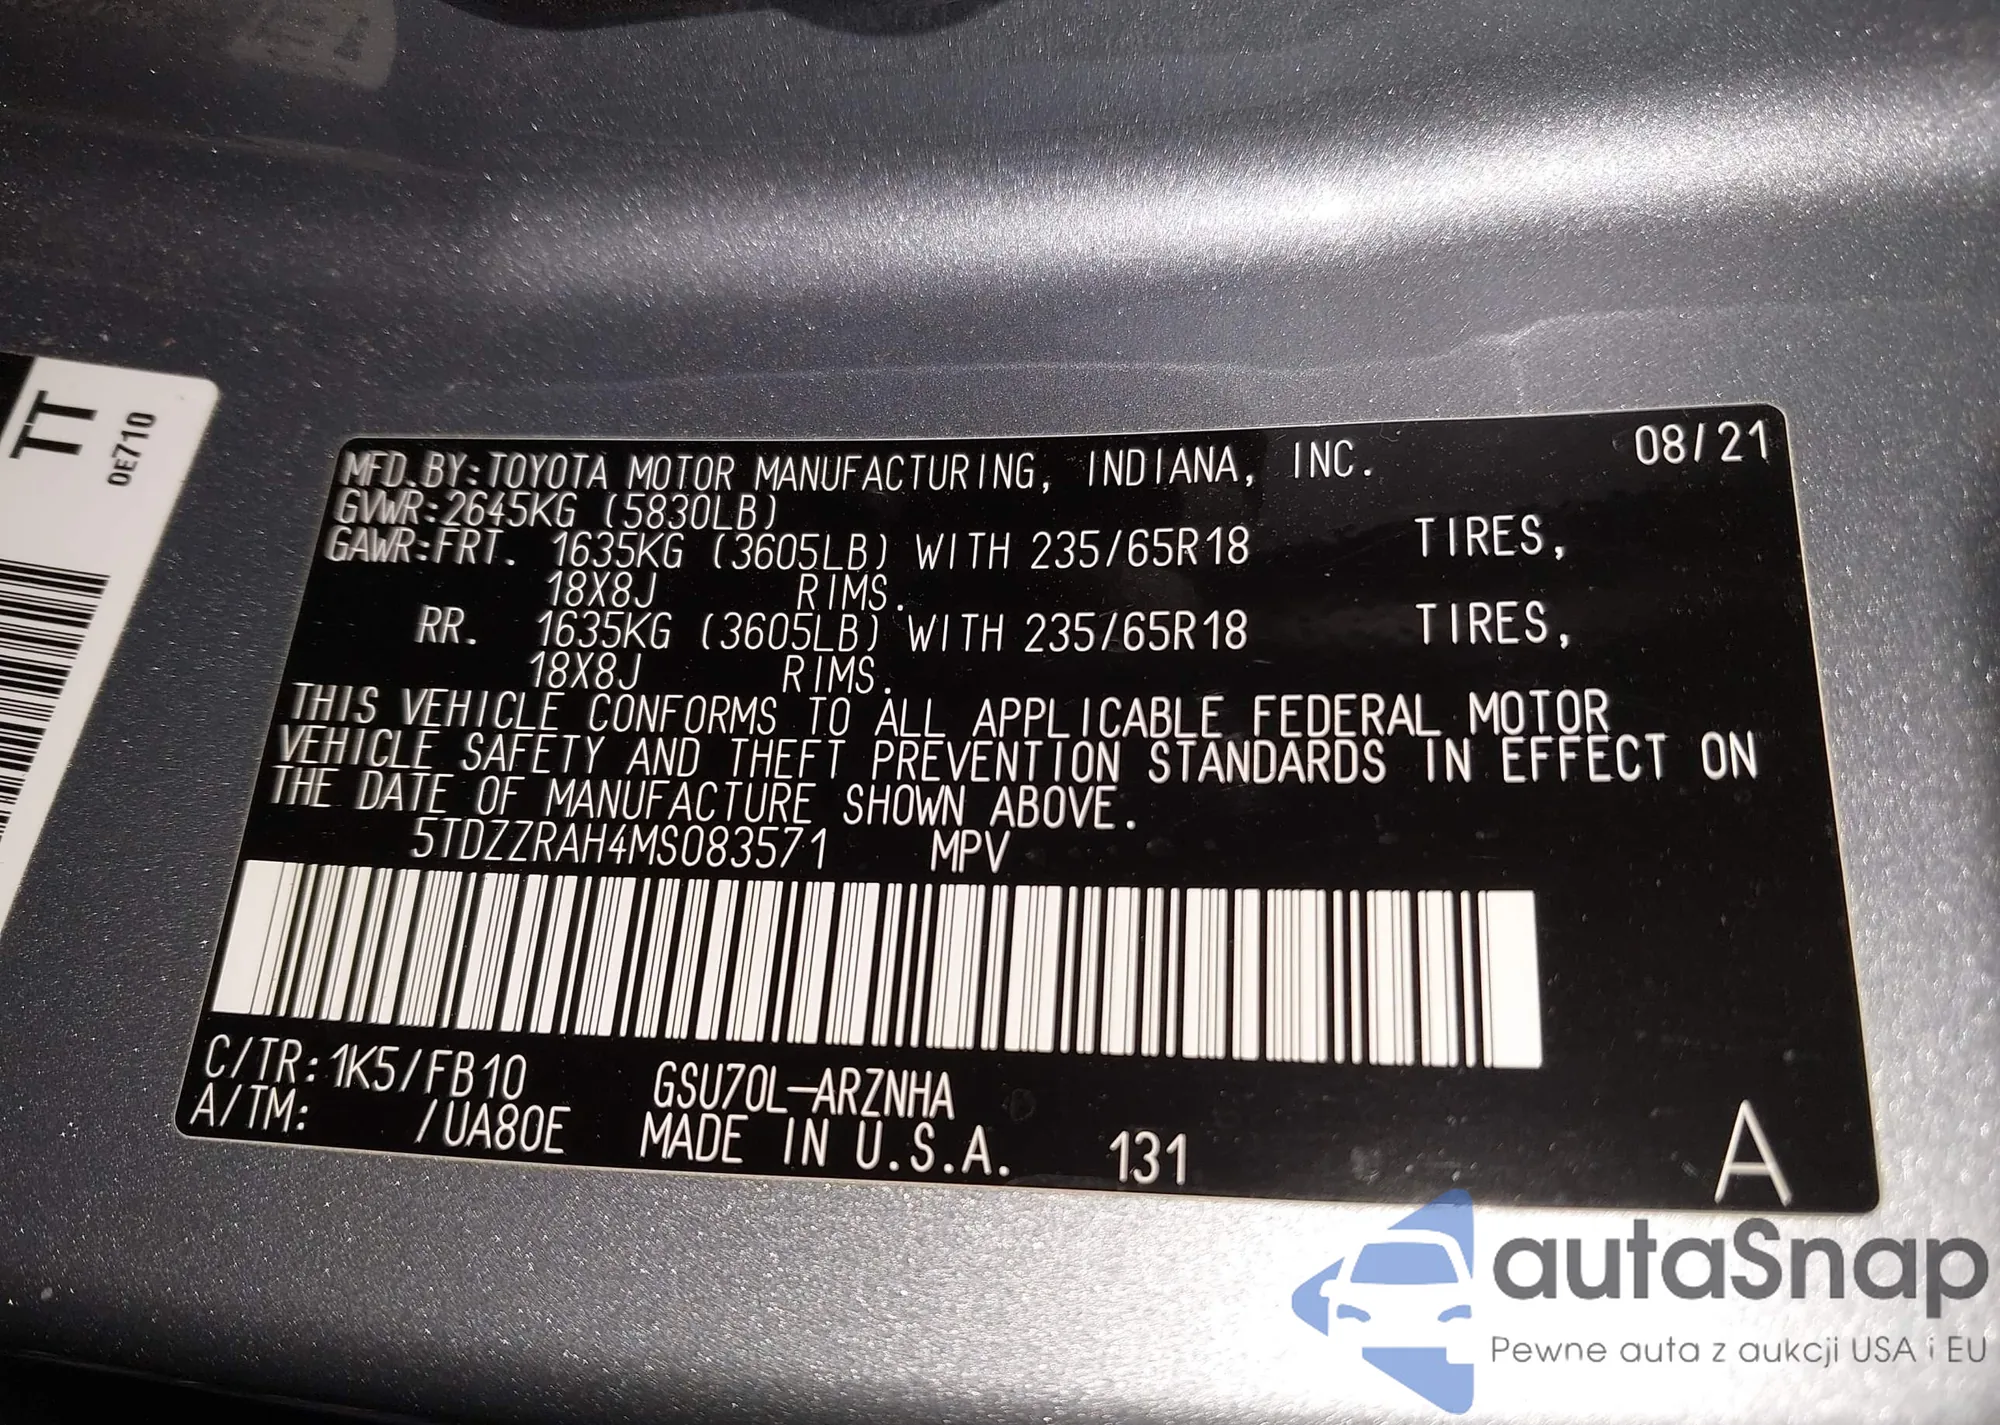 TT
0E710
MFD.BY:TOYOTA MOTOR MANUFACTURING, INDIANA, INC. 08/21
GVWR:2645KG (5830LB)
GAWR:FRT. 1635KG (3605LB) WITH 235/65R18 TIRES,
18X8J RIMS.
RR. 1635KG (3605LB) WITH 235/65R18 TIRES,
18X8J RIMS.
THIS VEHICLE CONFORMS TO ALL APPLICABLE FEDERAL MOTOR
VEHICLE SAFETY AND THEFT PREVENTION STANDARDS IN EFFECT ON
THE DATE OF MANUFACTURE SHOWN ABOVE.
5TDZZRAH4MS083571 MPV
C/TR:1K5/FB10 GSU70L-ARZNHA
A/TM: /UA80E MADE IN U.S.A. 131 A
autaSnap
Pewne auta z aukcji USA i EU